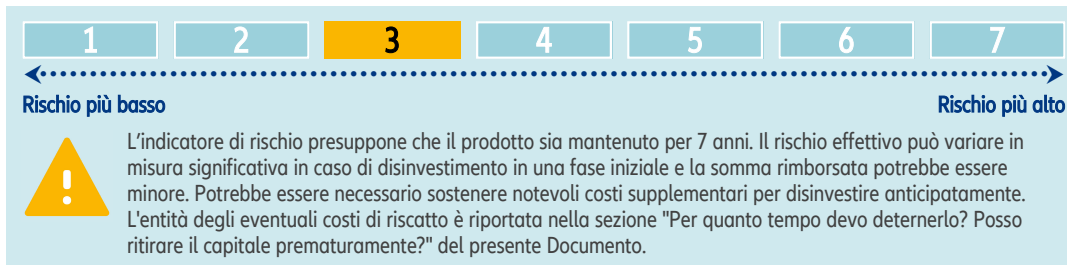 1 2 3 4 5 6 7
Rischio più basso Rischio più alto
L'indicatore di rischio presuppone che il prodotto sia mantenuto per 7 anni. Il rischio effettivo può variare in
misura significativa in caso di disinvestimento in una fase iniziale e la somma rimborsata potrebbe essere
minore. Potrebbe essere necessario sostenere notevoli costi supplementari per disinvestire anticipatamente.
L'entità degli eventuali costi di riscatto è riportata nella sezione "Per quanto tempo devo deternerlo? Posso
ritirare il capitale prematuramente?" del presente Documento.